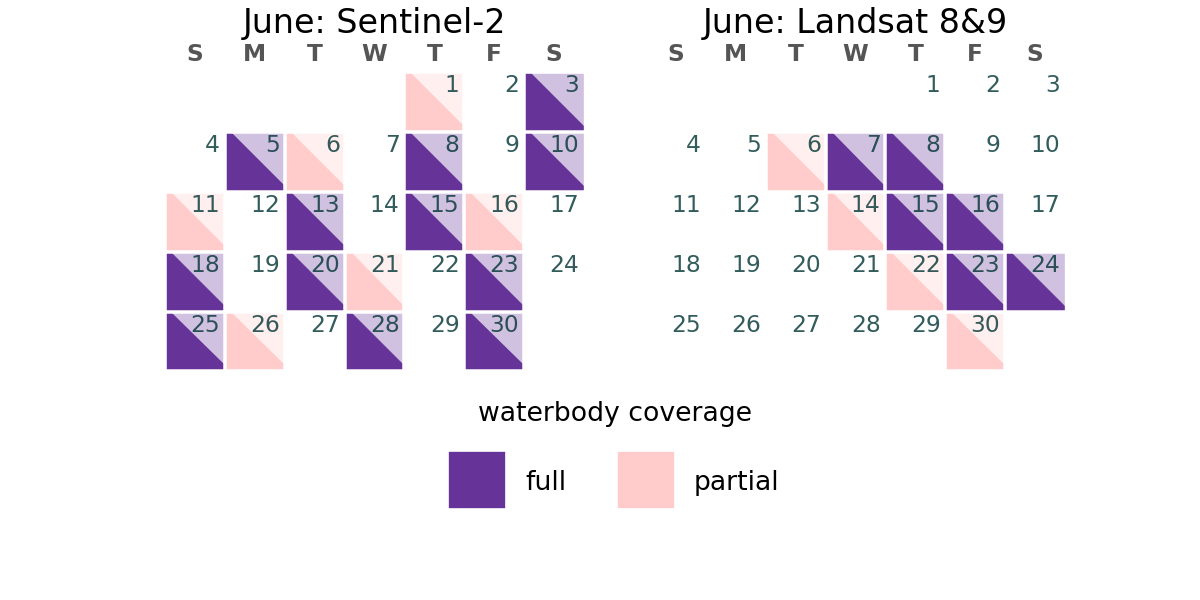 June: Sentinel-2
S M T W T F S
1 2 3
4 5 6 7 8 9 10
11 12 13 14 15 16 17
18 19 20 21 22 23 24
25 26 27 28 29 30
June: Landsat 8&9
S M T W T F S
1 2 3
4 5 6 7 8 9 10
11 12 13 14 15 16 17
18 19 20 21 22 23 24
25 26 27 28 29 30
waterbody coverage
full partial